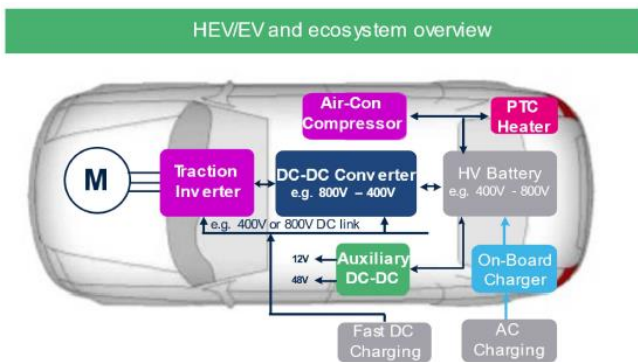 HEV/EV and ecosystem overview
Air-Con
Compressor
PTC
Heater
M
Traction
Inverter
DC-DC Converter
e.g. 800V – 400V
HV Battery
e.g. 400V - 800V
e.g. 400V or 800V DC link
12V
48V
Auxiliary
DC-DC
On-Board
Charger
Fast DC
Charging
AC
Charging